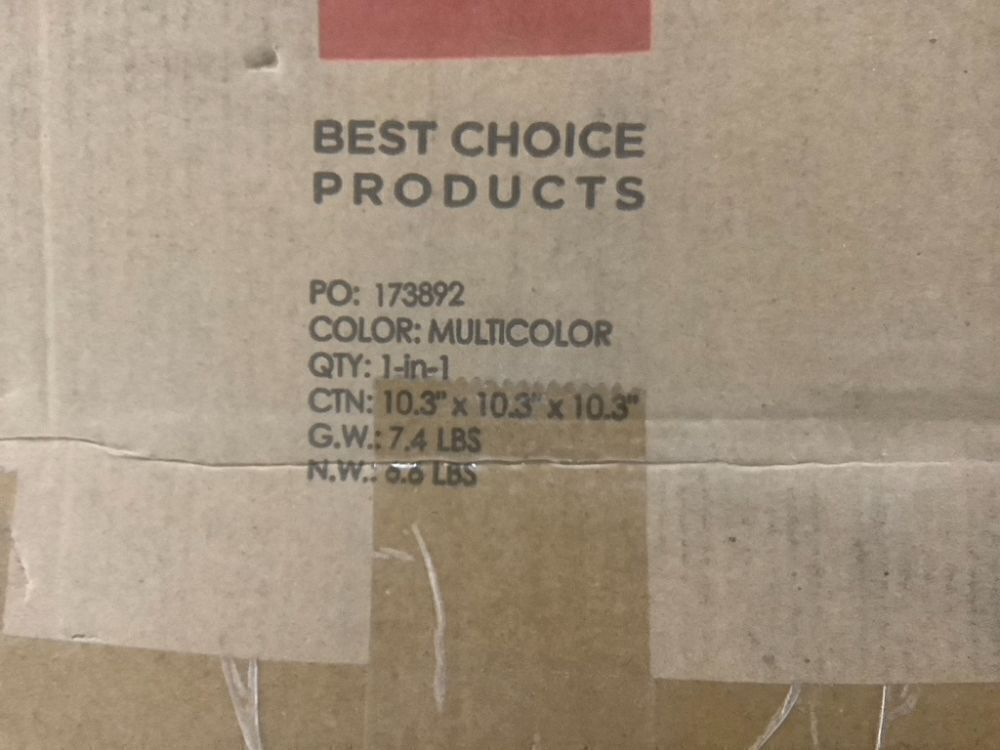 BEST CHOICE
PRODUCTS
PO: 173892
COLOR: MULTICOLOR
QTY: 1-in-1
CTN: 10.3" x 10.3" x 10.3"
G.W.: 7.4 LBS
N.W.: LBS